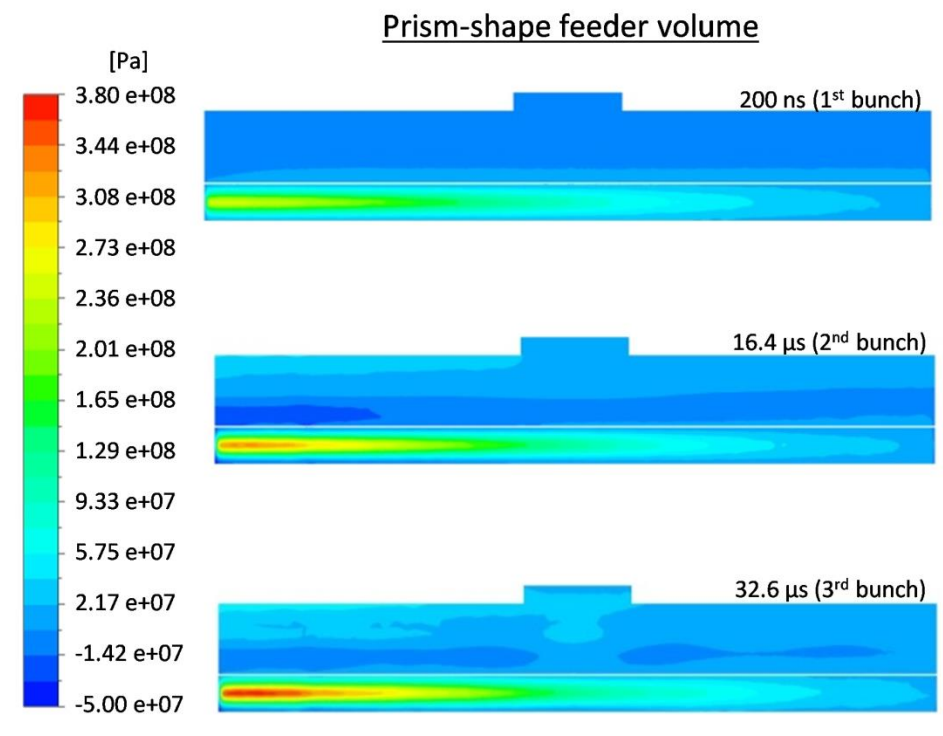 Prism-shape feeder volume
[Pa]
3.80 e+08
3.44 e+08
3.08 e+08
2.73 e+08
2.36 e+08
2.01 e+08
1.65 e+08
1.29 e+08
9.33 e+07
5.75 e+07
2.17 e+07
-1.42 e+07
-5.00 e+07
200 ns (1st bunch)
16.4 µs (2nd bunch)
32.6 µs (3rd bunch)